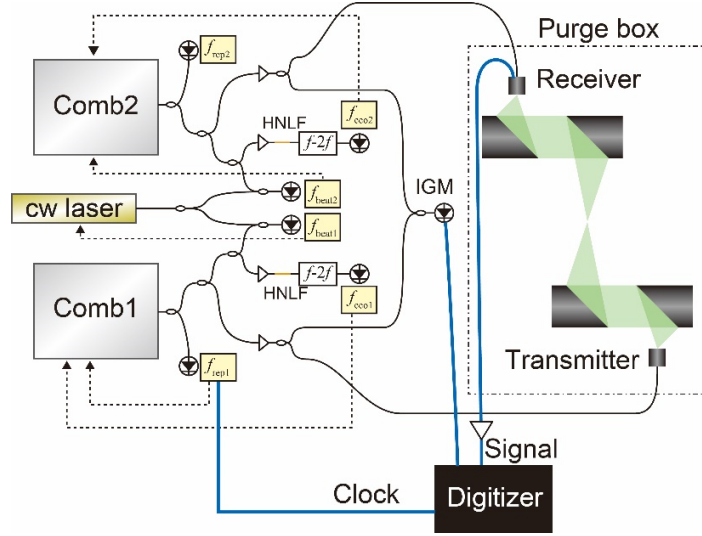 Purge box
f_rep2
Receiver
Comb2
f_ceo2
HNLF
f-2f
IGM
f_beat2
cw laser
f_beat1
f-2f
HNLF
Comb1
f_ceo1
Transmitter
f_rep1
Signal
Clock
Digitizer